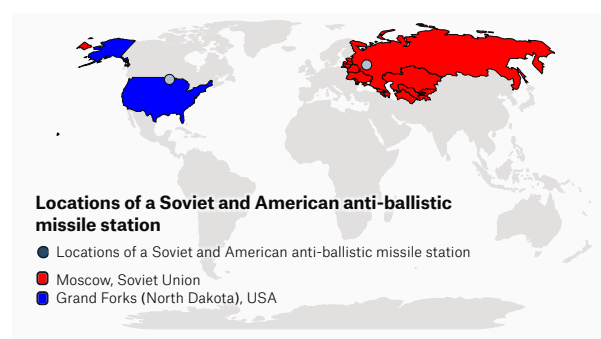 Locations of a Soviet and American anti-ballistic
missile station
Locations of a Soviet and American anti-ballistic missile station
Moscow, Soviet Union
Grand Forks (North Dakota), USA